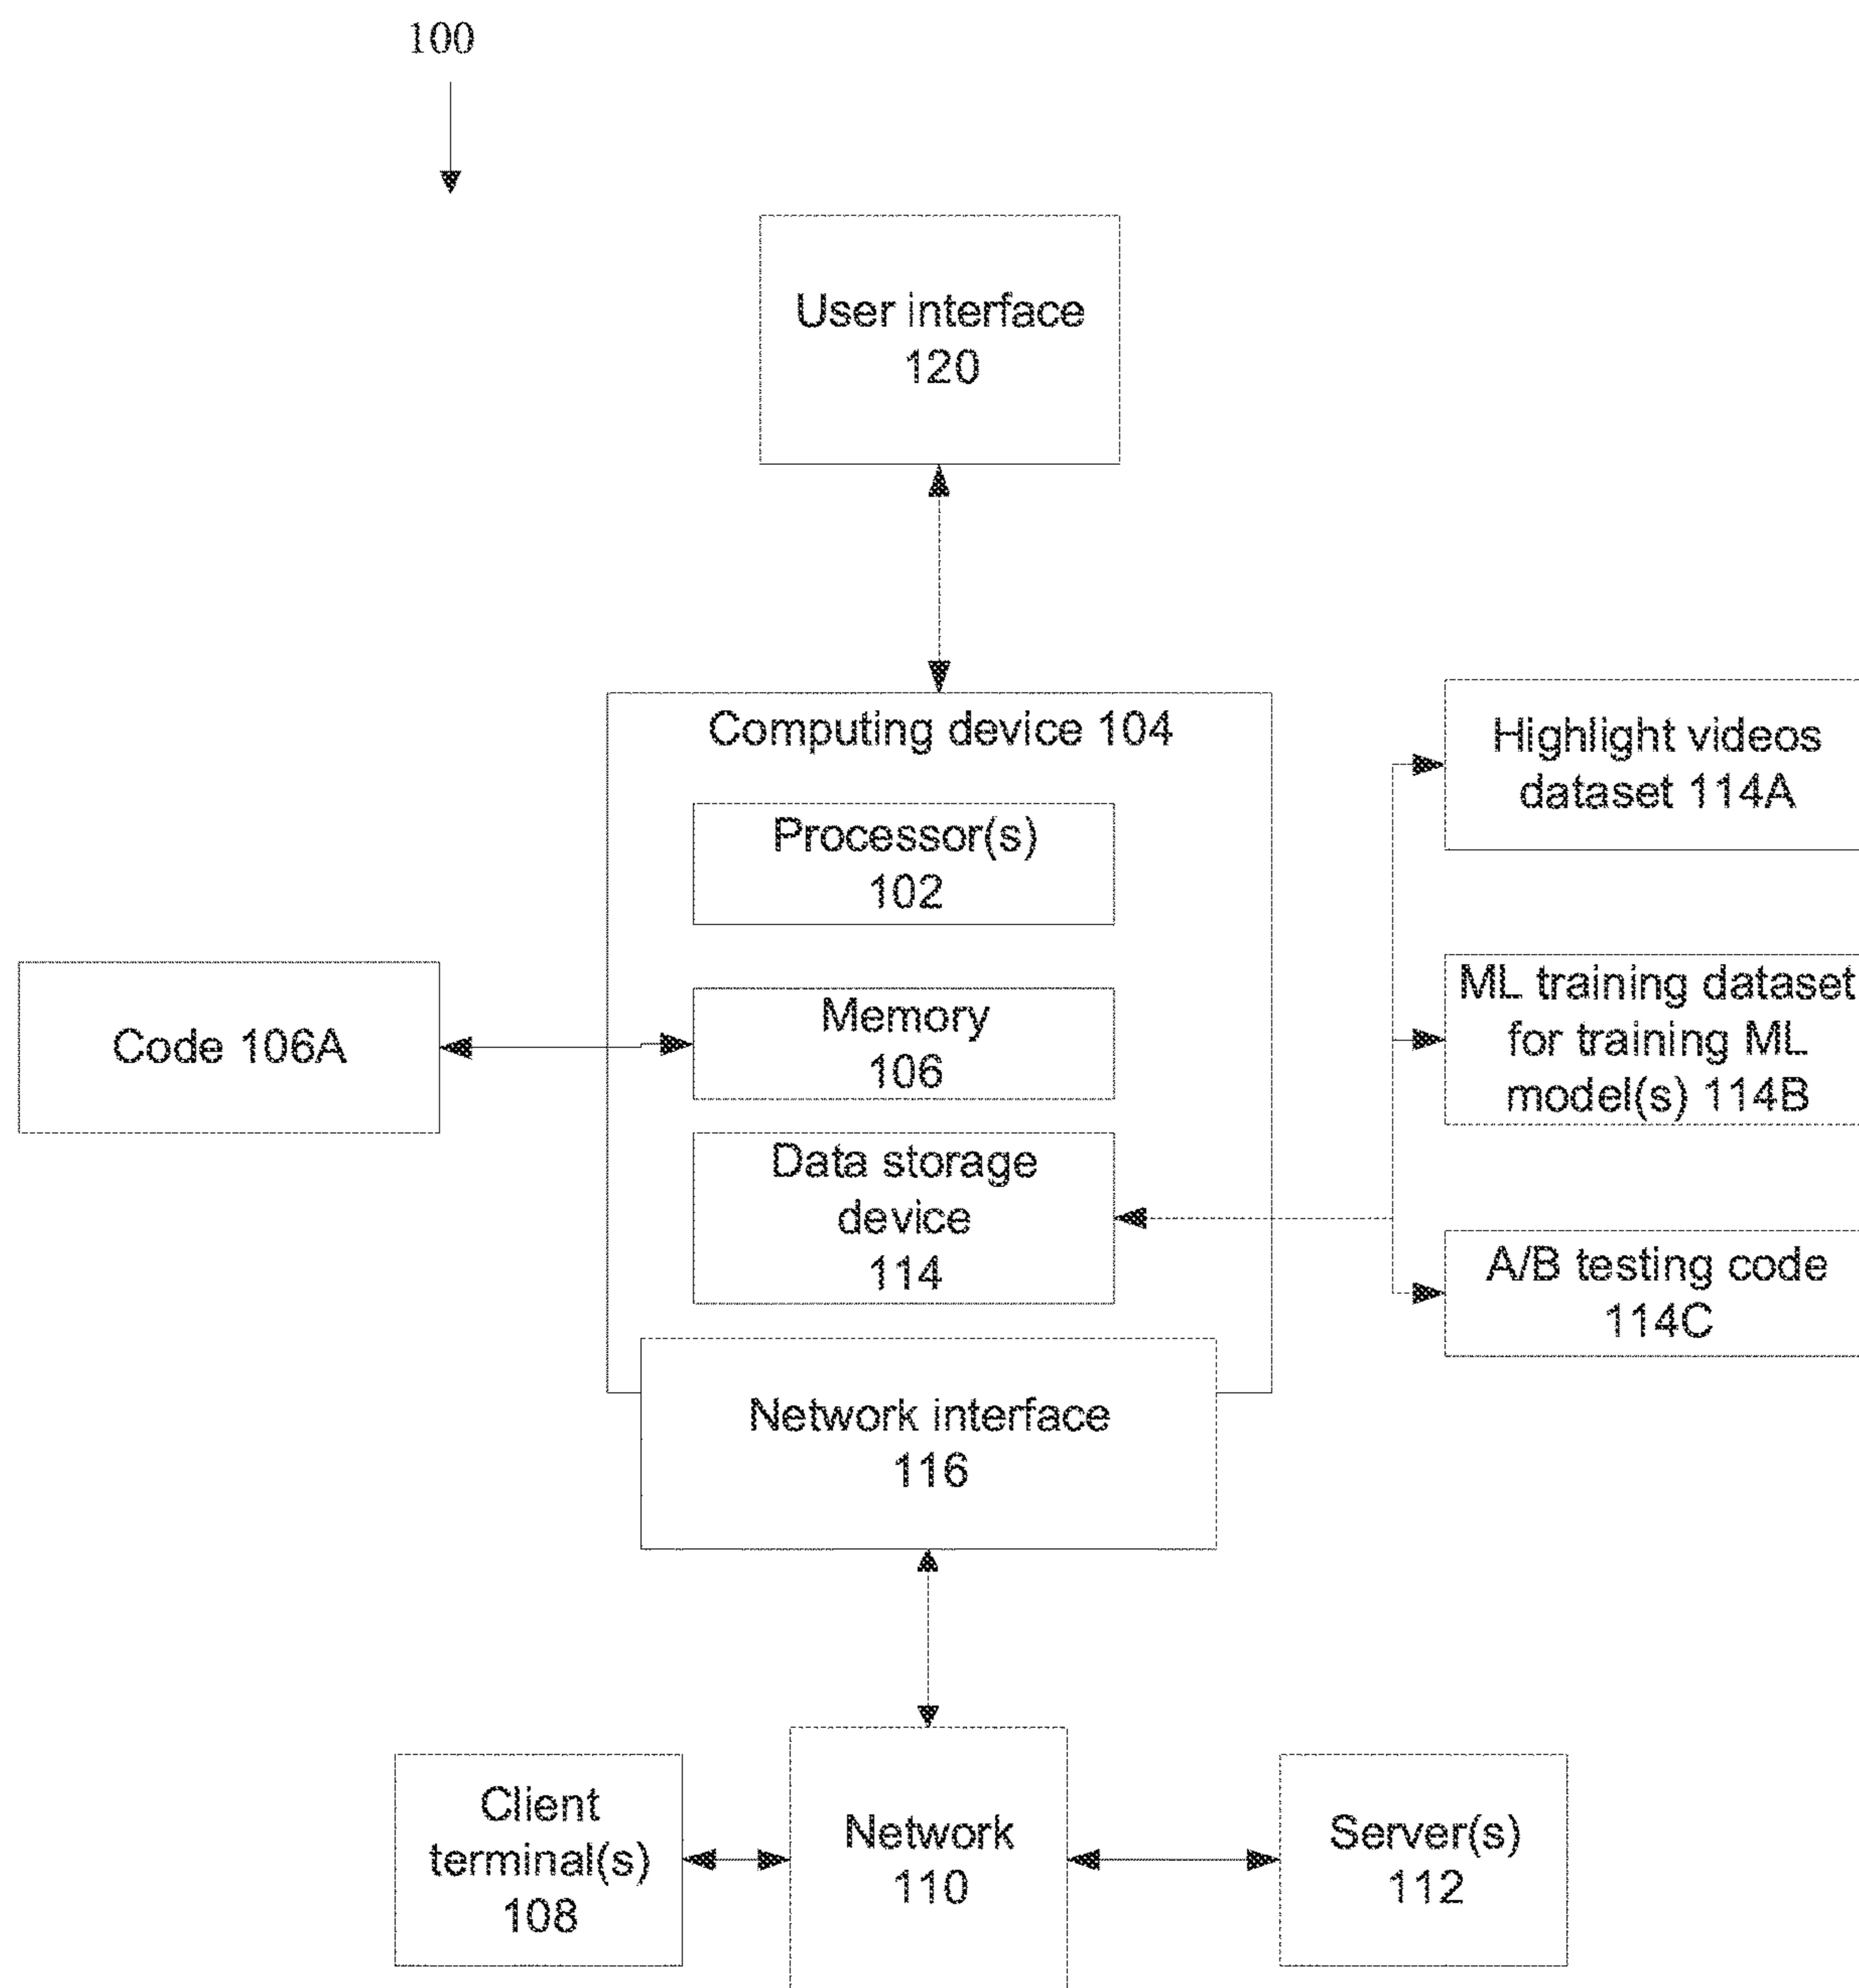 100
User interface
120
Computing device 104
Processor(s)
102
Memory
106
Data storage
device
114
Network interface
116
Code 106A
Highlight videos
dataset 114A
ML training dataset
for training ML
model(s) 114B
A/B testing code
114C
Client
terminal(s)
108
Network
110
Server(s)
112